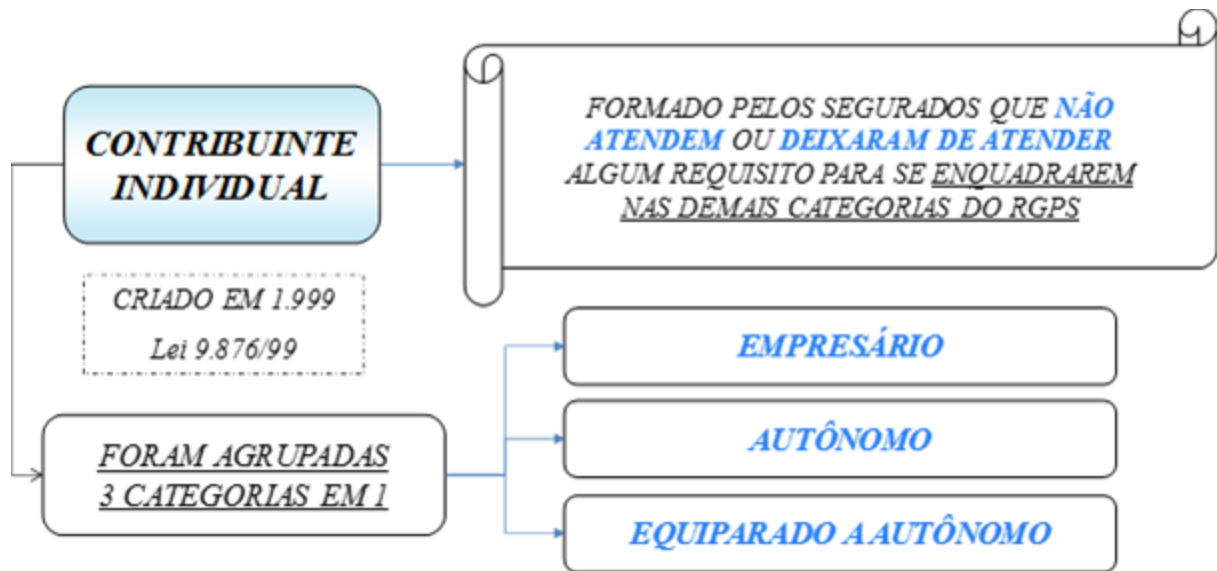 CONTRIBUINTE
INDIVIDUAL
FORMADO PELOS SEGURADOS QUE NÃO
ATENDEM OU DEIXARAM DE ATENDER
ALGUM REQUISITO PARA SE ENQUADRAREM
NAS DEMAIS CATEGORIAS DO RGPS
CRIADO EM 1.999
Lei 9.876/99
FORAM AGRUPADAS
3 CATEGORIAS EM 1
EMPRESÁRIO
AUTÔNOMO
EQUIPARADO A AUTÔNOMO